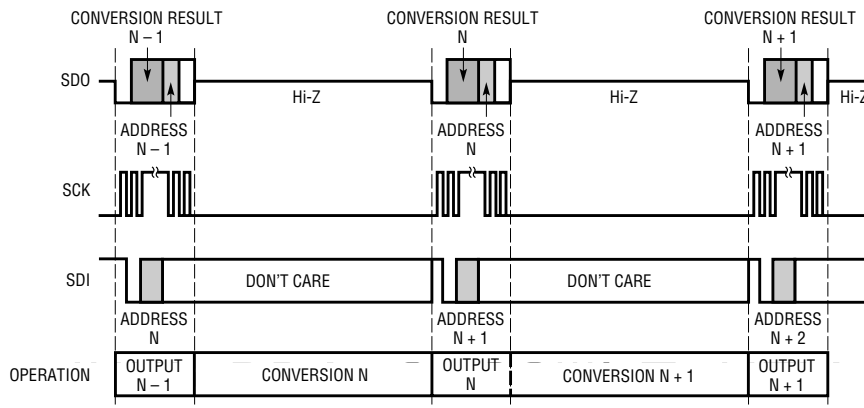 CONVERSION RESULT CONVERSION RESULT CONVERSION RESULT
N – 1 N N + 1
SDO Hi-Z Hi-Z Hi-Z
ADDRESS ADDRESS ADDRESS
N – 1 N N + 1
SCK
SDI DON'T CARE DON'T CARE
ADDRESS ADDRESS ADDRESS
N N + 1 N + 2
OPERATION OUTPUT N – 1 CONVERSION N OUTPUT N CONVERSION N + 1 OUTPUT N + 1